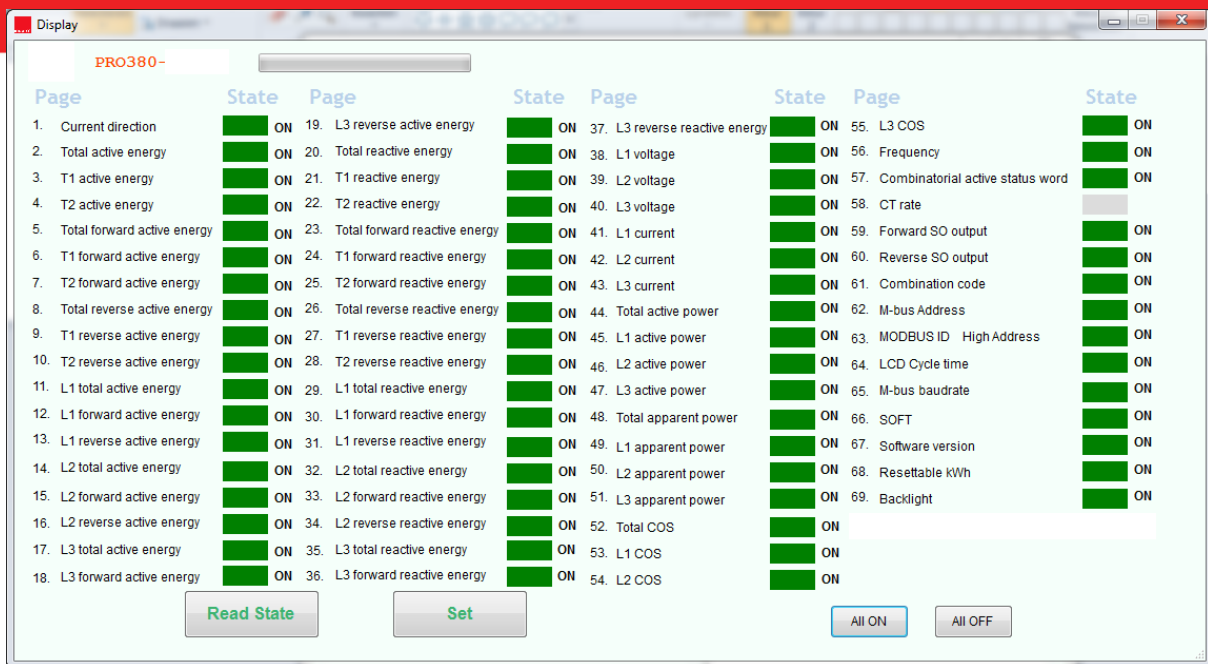 Display
PRO380-
Page State
1. Current direction ON
2. Total active energy ON
3. T1 active energy ON
4. T2 active energy ON
5. Total forward active energy ON
6. T1 forward active energy ON
7. T2 forward active energy ON
8. Total reverse active energy ON
9. T1 reverse active energy ON
10. T2 reverse active energy ON
11. L1 total active energy ON
12. L1 forward active energy ON
13. L1 reverse active energy ON
14. L2 total active energy ON
15. L2 forward active energy ON
16. L2 reverse active energy ON
17. L3 total active energy ON
18. L3 forward active energy ON
Page State
19. L3 reverse active energy ON
20. Total reactive energy ON
21. T1 reactive energy ON
22. T2 reactive energy ON
23. Total forward reactive energy ON
24. T1 forward reactive energy ON
25. T2 forward reactive energy ON
26. Total reverse reactive energy ON
27. T1 reverse reactive energy ON
28. T2 reverse reactive energy ON
29. L1 total reactive energy ON
30. L1 forward reactive energy ON
31. L1 reverse reactive energy ON
32. L2 total reactive energy ON
33. L2 forward reactive energy ON
34. L2 reverse reactive energy ON
35. L3 total reactive energy ON
36. L3 forward reactive energy ON
Page State
37. L3 reverse reactive energy ON
38. L1 voltage ON
39. L2 voltage ON
40. L3 voltage ON
41. L1 current ON
42. L2 current ON
43. L3 current ON
44. Total active power ON
45. L1 active power ON
46. L2 active power ON
47. L3 active power ON
48. Total apparent power ON
49. L1 apparent power ON
50. L2 apparent power ON
51. L3 apparent power ON
52. Total COS ON
53. L1 COS ON
54. L2 COS ON
Page State
55. L3 COS ON
56. Frequency ON
57. Combinatorial active status word ON
58. CT rate
59. Forward SO output ON
60. Reverse SO output ON
61. Combination code ON
62. M-bus Address ON
63. MODBUS ID High Address ON
64. LCD Cycle time ON
65. M-bus baudrate ON
66. SOFT ON
67. Software version ON
68. Resettable kWh ON
69. Backlight ON
Read State Set All ON All OFF